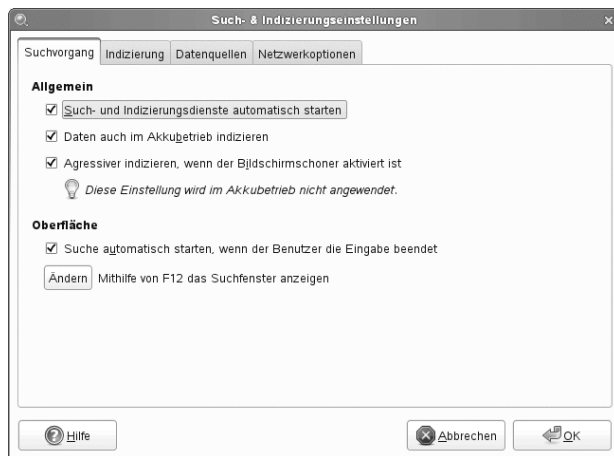 Such- & Indizierungseinstellungen
Suchvorgang Indizierung Datenquellen Netzwerkoptionen
Allgemein
Such- und Indizierungsdienste automatisch starten
Daten auch im Akkubetrieb indizieren
Agressiver indizieren, wenn der Bildschirmschoner aktiviert ist
Diese Einstellung wird im Akkubetrieb nicht angewendet.
Oberfläche
Suche automatisch starten, wenn der Benutzer die Eingabe beendet
Ändern Mithilfe von F12 das Suchfenster anzeigen
Hilfe Abbrechen OK